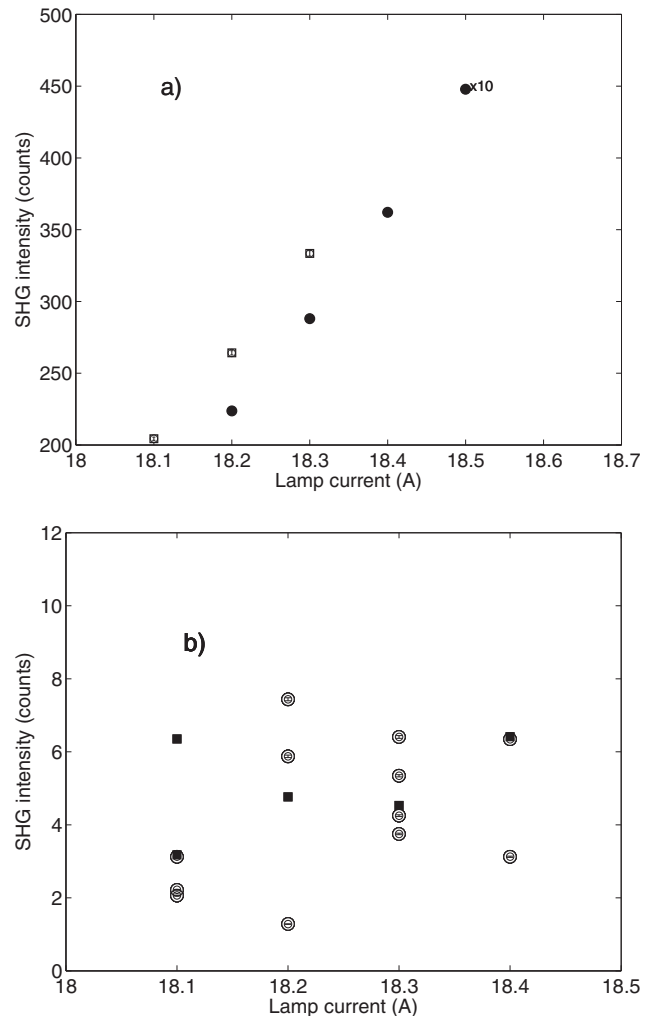 500
450
400
350
300
250
200
a)
x10
18 18.1 18.2 18.3 18.4 18.5 18.6 18.7
Lamp current (A)
SHG intensity (counts)
12
10
8
6
4
2
0
b)
18 18.1 18.2 18.3 18.4 18.5
Lamp current (A)
SHG intensity (counts)